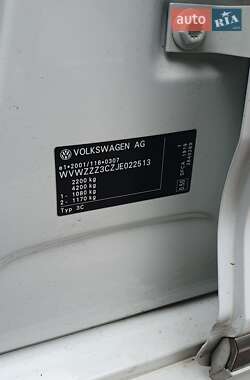 AUTO RIA
VOLKSWAGEN AG
e1*2001/116*0307
WVWZZZ3CZJE022513
2200 kg
4200 kg
1- 1080 kg
2- 1170 kg
Typ 3C